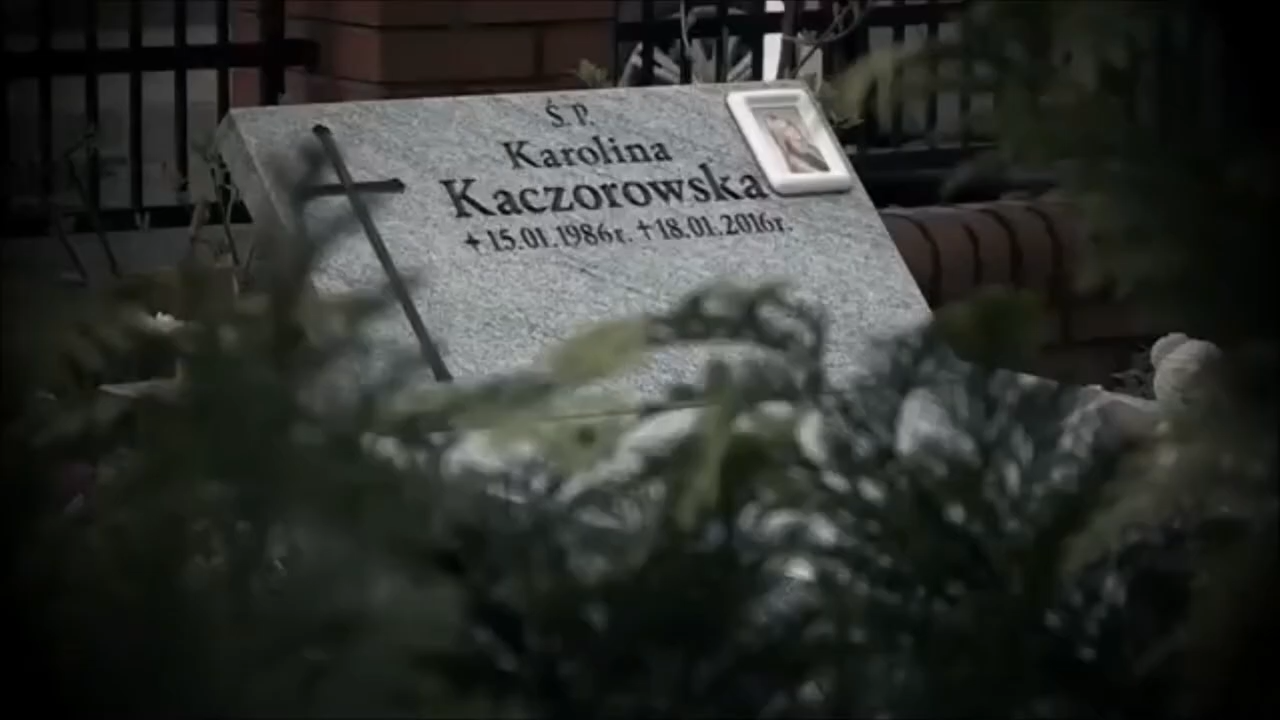 Ś. P.
Karolina
Kaczorowska
+ 15.01.1986r. † 18.01.2016r.